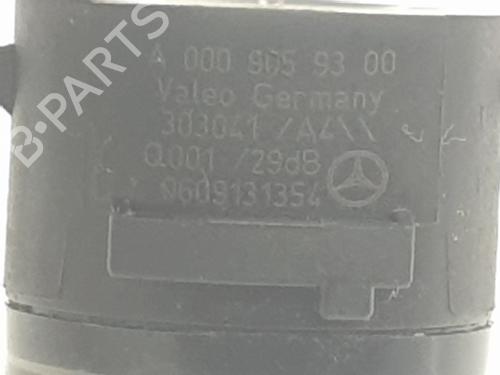 A 000 905 93 00
Valeo Germany
303041 /A4\\
Q001 /29dB
0609131354
B-PARTS